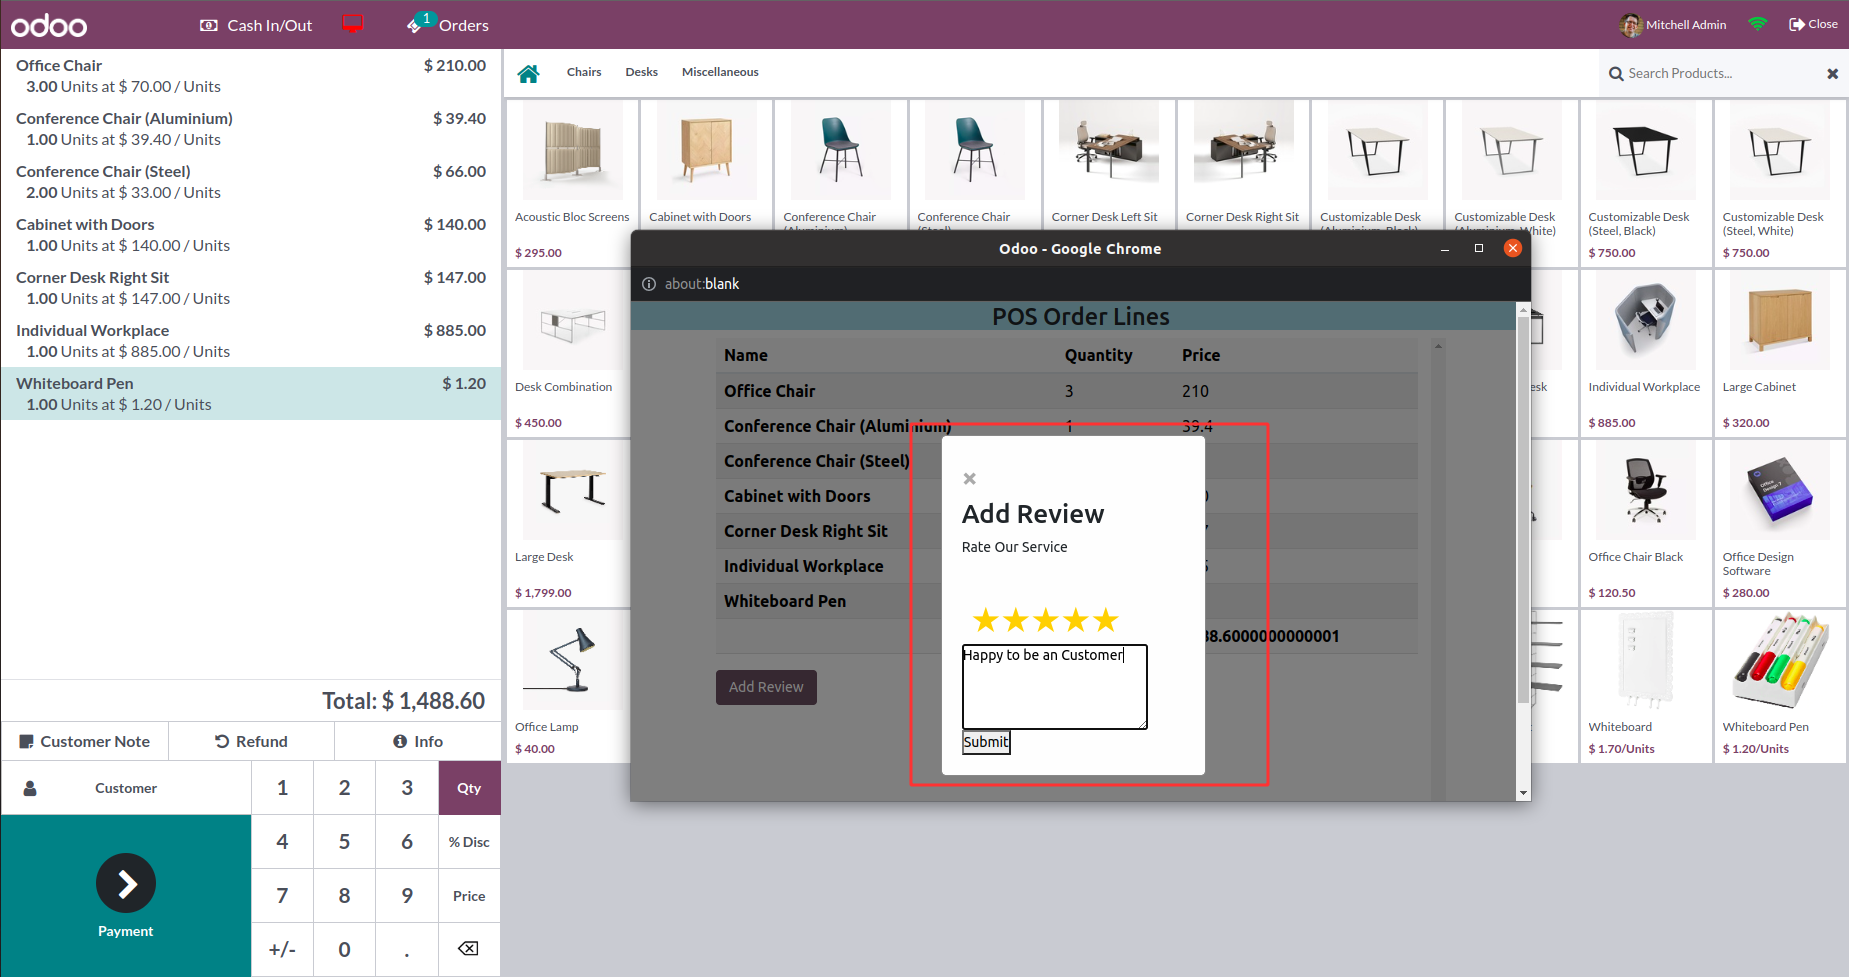 odoo
Cash In/Out
1
Orders
Mitchell Admin
Close
Office Chair $ 210.00
3.00 Units at $ 70.00 / Units
Conference Chair (Aluminium) $ 39.40
1.00 Units at $ 39.40 / Units
Conference Chair (Steel) $ 66.00
2.00 Units at $ 33.00 / Units
Cabinet with Doors $ 140.00
1.00 Units at $ 140.00 / Units
Corner Desk Right Sit $ 147.00
1.00 Units at $ 147.00 / Units
Individual Workplace $ 885.00
1.00 Units at $ 885.00 / Units
Whiteboard Pen $ 1.20
1.00 Units at $ 1.20 / Units
Total: $ 1,488.60
Customer Note
Refund
Info
Customer
1 2 3 Qty
4 5 6 % Disc
7 8 9 Price
+/- 0 .
Payment
Chairs Desks Miscellaneous
Search Products...
Acoustic Bloc Screens
$ 295.00
Cabinet with Doors
Conference Chair
(Aluminium)
Conference Chair
(Steel)
Corner Desk Left Sit
Corner Desk Right Sit
Customizable Desk
(Aluminium, Black)
Customizable Desk
(Aluminium, White)
Customizable Desk
(Steel, Black)
$ 750.00
Customizable Desk
(Steel, White)
$ 750.00
Desk Combination
$ 450.00
esk
Individual Workplace
$ 885.00
Large Cabinet
$ 320.00
Large Desk
$ 1,799.00
Office Chair Black
$ 120.50
Office Design
Software
$ 280.00
Office Design 7
Office Lamp
$ 40.00
Whiteboard
$ 1.70/Units
Whiteboard Pen
$ 1.20/Units
Odoo - Google Chrome
about:blank
POS Order Lines
Name Quantity Price
Office Chair 3 210
Conference Chair (Aluminium) 1 39.4
Conference Chair (Steel)
Cabinet with Doors
Corner Desk Right Sit
Individual Workplace
Whiteboard Pen
88.6000000000001
Add Review
Add Review
Rate Our Service
Happy to be an Customer
Submit